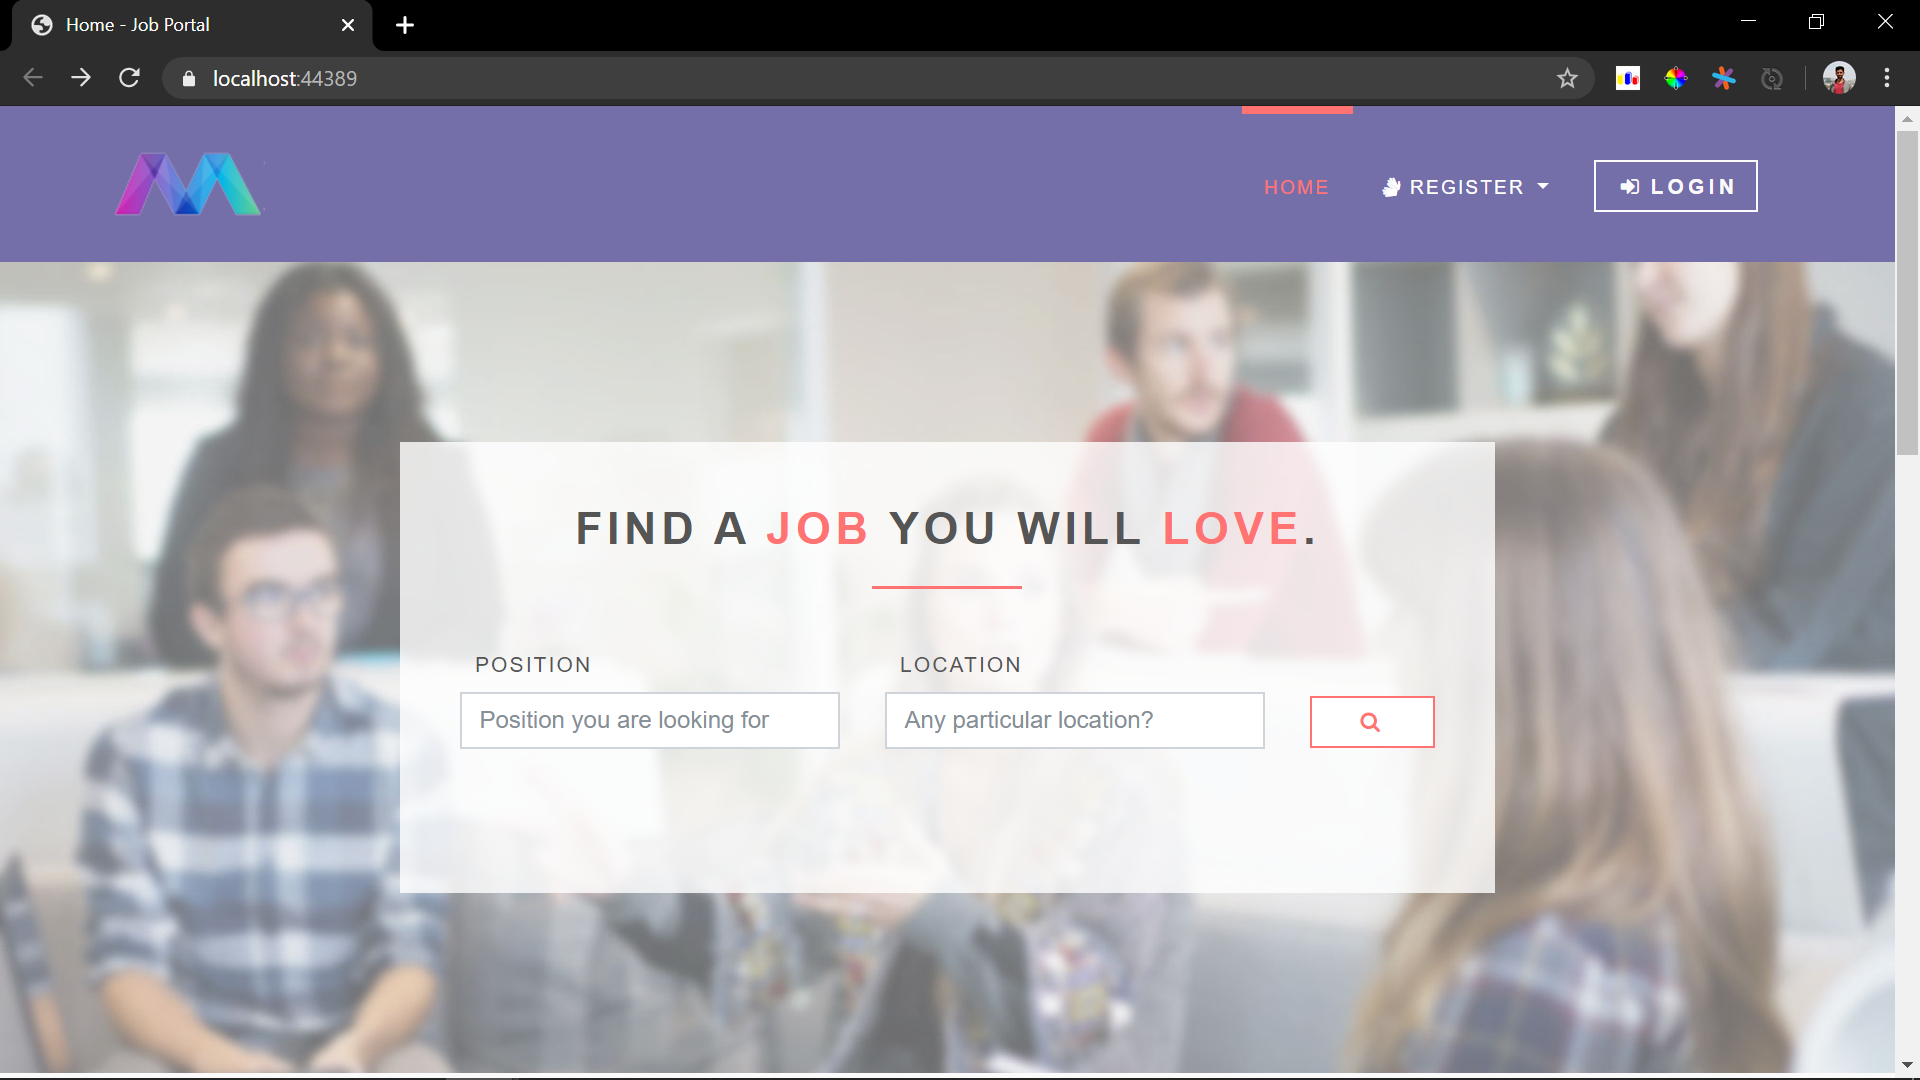 Home - Job Portal
localhost:44389
HOME
REGISTER
LOGIN
FIND A JOB YOU WILL LOVE.
POSITION
LOCATION
Position you are looking for
Any particular location?